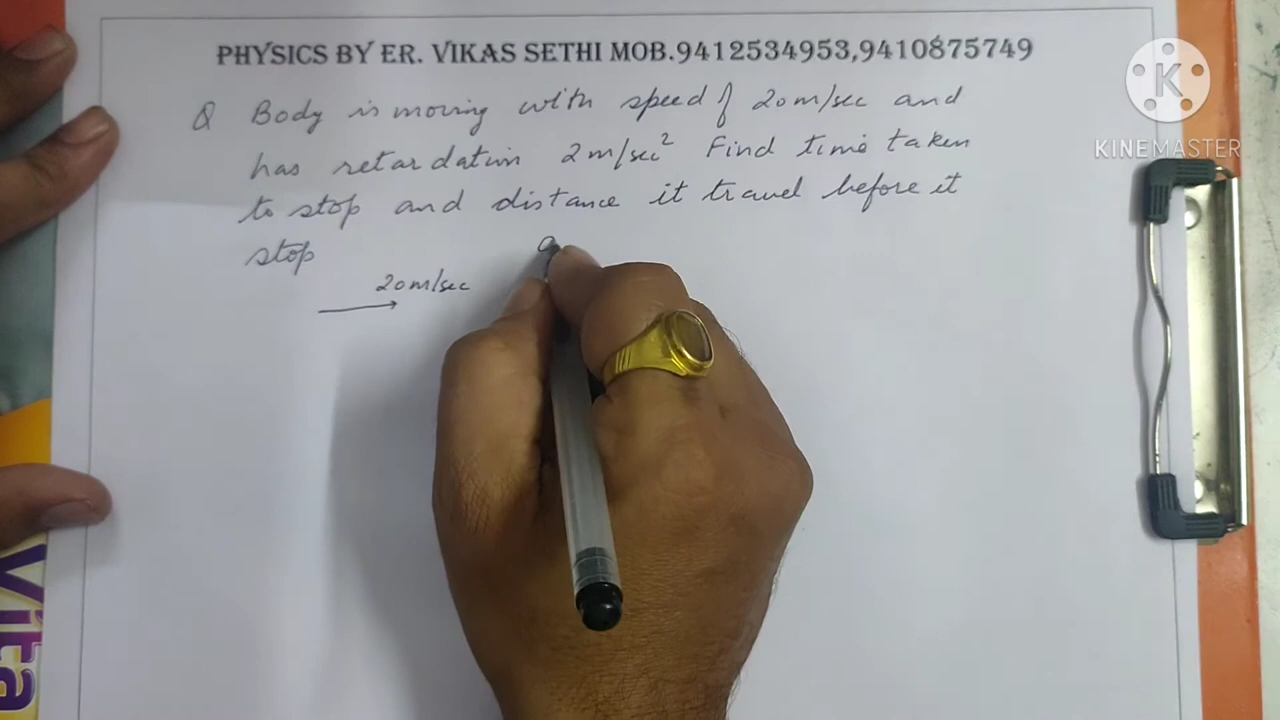 PHYSICS BY ER. VIKAS SETHI MOB.9412534953,9410875749
Q Body is moving with speed of 20m/sec and
has retardation 2m/sec² Find time taken
to stop and distance it travel before it
stop
20m/sec
K
KINEMASTER
Vita